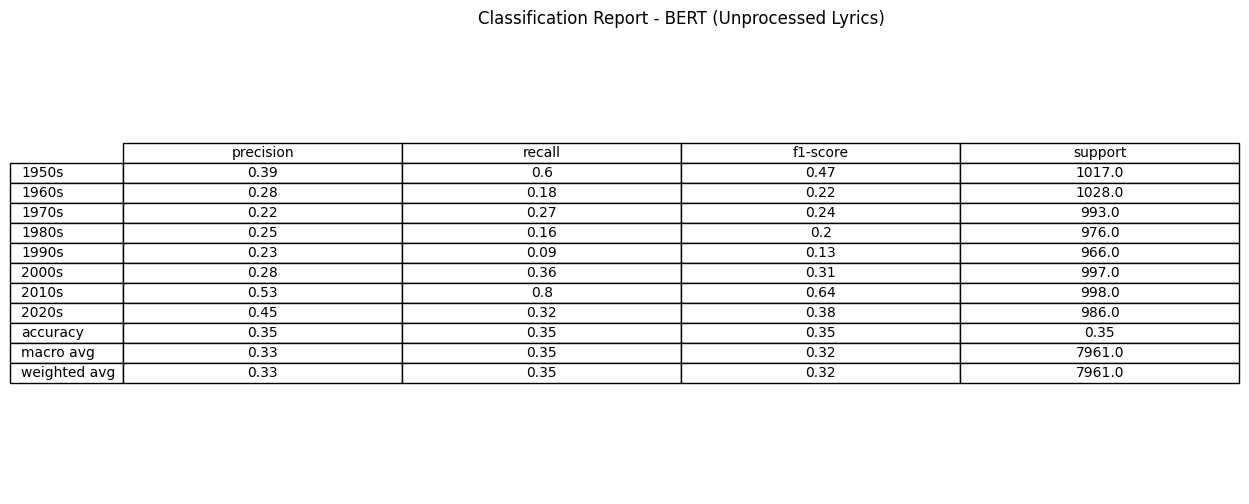 Classification Report - BERT (Unprocessed Lyrics)
precision recall f1-score support
1950s 0.39 0.6 0.47 1017.0
1960s 0.28 0.18 0.22 1028.0
1970s 0.22 0.27 0.24 993.0
1980s 0.25 0.16 0.2 976.0
1990s 0.23 0.09 0.13 966.0
2000s 0.28 0.36 0.31 997.0
2010s 0.53 0.8 0.64 998.0
2020s 0.45 0.32 0.38 986.0
accuracy 0.35 0.35 0.35 0.35
macro avg 0.33 0.35 0.32 7961.0
weighted avg 0.33 0.35 0.32 7961.0